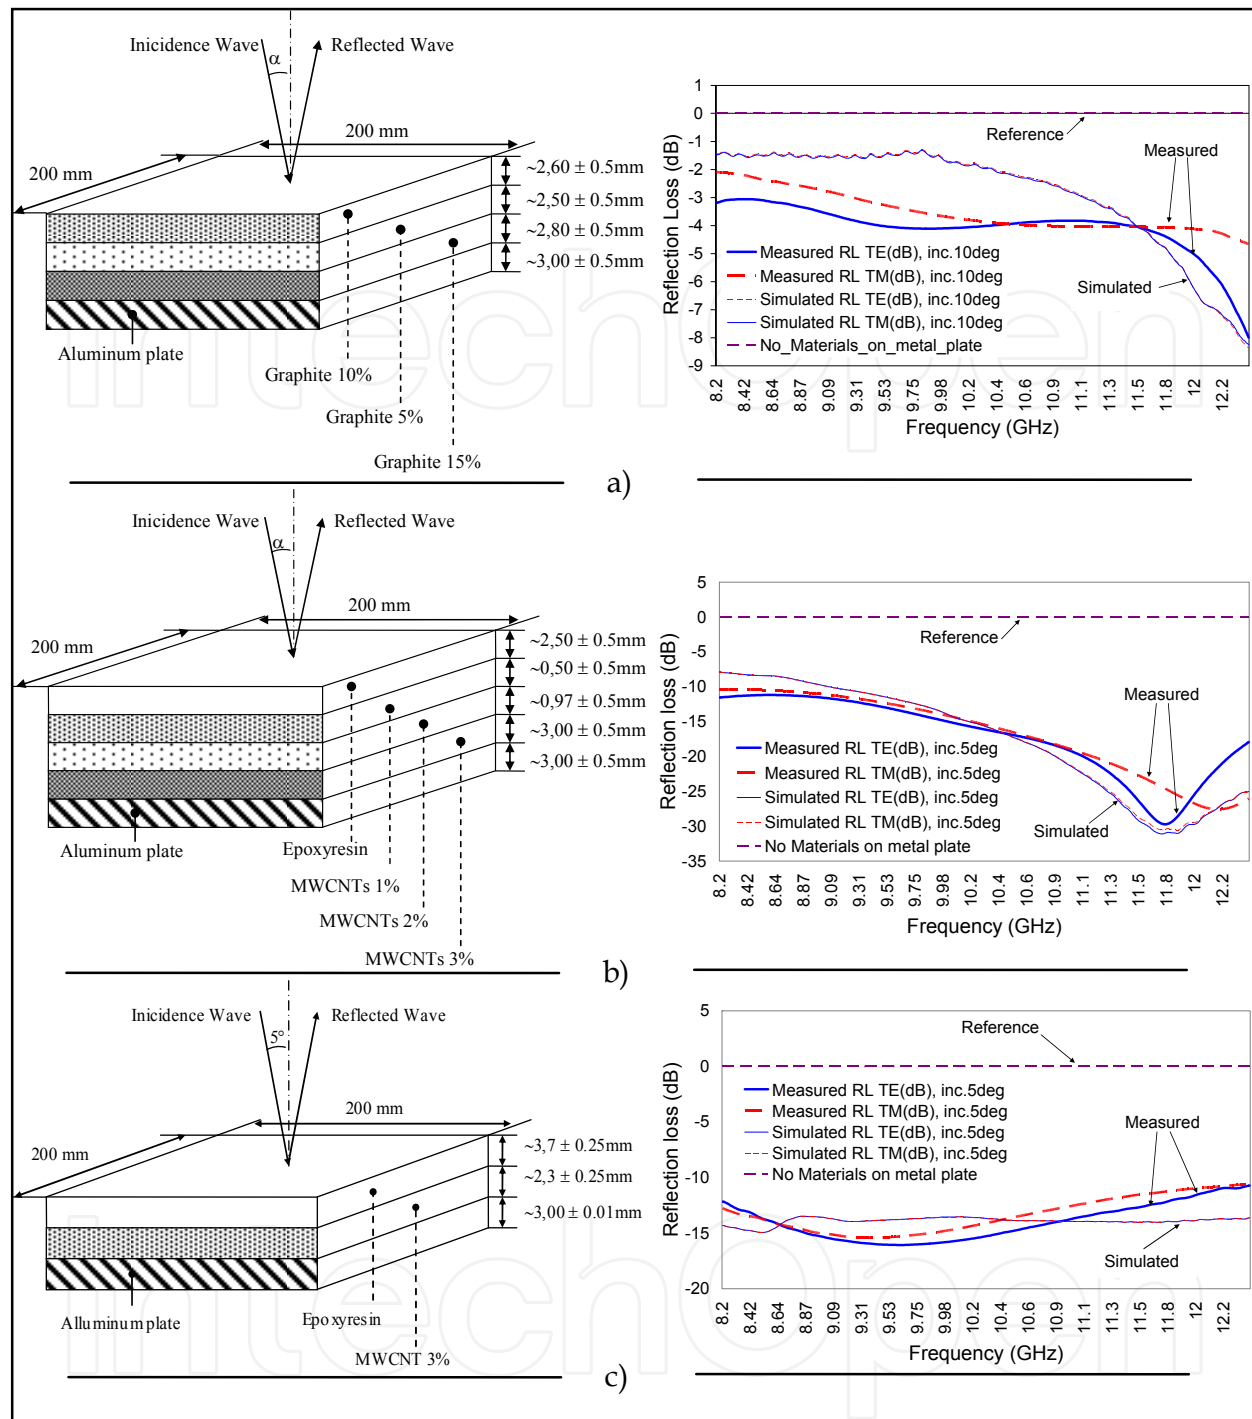 Inicidence Wave
Reflected Wave
α
200 mm
200 mm
~2,60 ± 0.5mm
~2,50 ± 0.5mm
~2,80 ± 0.5mm
~3,00 ± 0.5mm
Aluminum plate
Graphite 10%
Graphite 5%
Graphite 15%
Reflection Loss (dB)
1
0
-1
-2
-3
-4
-5
-6
-7
-8
-9
Reference
Measured
Simulated
Measured RL TE(dB), inc.10deg
Measured RL TM(dB), inc.10deg
Simulated RL TE(dB), inc.10deg
Simulated RL TM(dB), inc.10deg
No_Materials_on_metal_plate
8.2 8.42 8.64 8.87 9.09 9.31 9.53 9.75 9.98 10.2 10.4 10.6 10.9 11.1 11.3 11.5 11.8 12 12.2
Frequency (GHz)
a)
Inicidence Wave
Reflected Wave
α
200 mm
200 mm
~2,50 ± 0.5mm
~0,50 ± 0.5mm
~0,97 ± 0.5mm
~3,00 ± 0.5mm
~3,00 ± 0.5mm
Aluminum plate
Epoxyresin
MWCNTs 1%
MWCNTs 2%
MWCNTs 3%
Reflection loss (dB)
5
0
-5
-10
-15
-20
-25
-30
-35
Reference
Measured
Simulated
Measured RL TE(dB), inc.5deg
Measured RL TM(dB), inc.5deg
Simulated RL TE(dB), inc.5deg
Simulated RL TM(dB), inc.5deg
No Materials on metal plate
8.2 8.42 8.64 8.87 9.09 9.31 9.53 9.75 9.98 10.2 10.4 10.6 10.9 11.1 11.3 11.5 11.8 12 12.2
Frequency (GHz)
b)
Inicidence Wave
Reflected Wave
5°
200 mm
200 mm
~3,7 ± 0.25mm
~2,3 ± 0.25mm
~3,00 ± 0.01mm
Alluminum plate
Epoxyresin
MWCNT 3%
Reflection loss (dB)
5
0
-5
-10
-15
-20
Reference
Measured
Simulated
Measured RL TE(dB), inc.5deg
Measured RL TM(dB), inc.5deg
Simulated RL TE(dB), inc.5deg
Simulated RL TM(dB), inc.5deg
No Materials on metal plate
8.2 8.42 8.64 8.87 9.09 9.31 9.53 9.75 9.98 10.2 10.4 10.6 10.9 11.1 11.3 11.5 11.8 12 12.2
Frequency (GHz)
c)
IntechOpen
IntechOpen